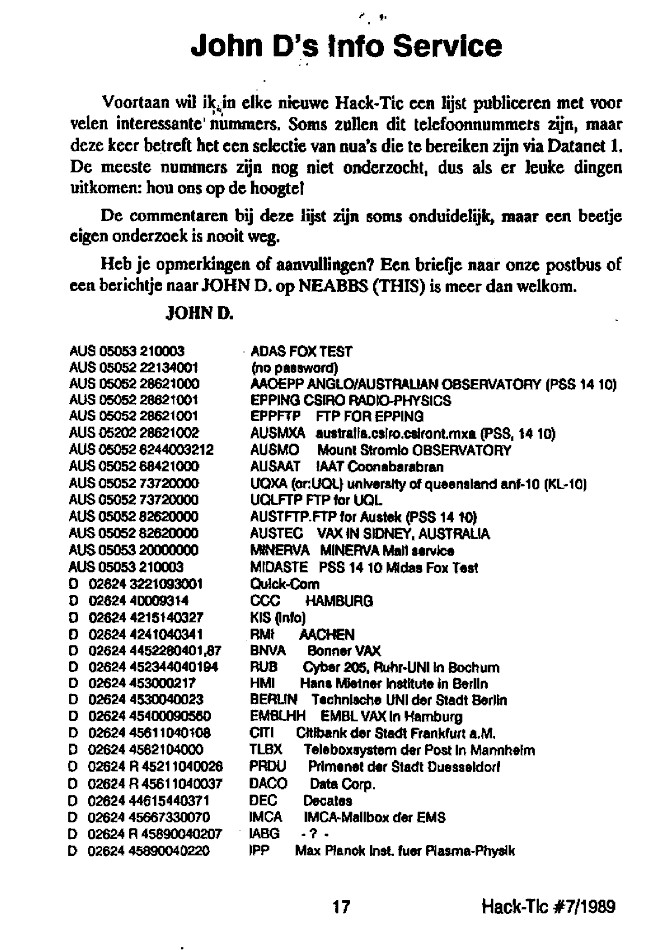 John D's Info Service
Voortaan wil ik in elke nieuwe Hack-Tic een lijst publiceren met voor
velen interessante nummers. Soms zullen dit telefoonnummers zijn, maar
deze keer betreft het een selectie van nua's die te bereiken zijn via Datanet 1.
De meeste nummers zijn nog niet onderzocht, dus als er leuke dingen
uitkomen: hou ons op de hoogte!
De commentaren bij deze lijst zijn soms onduidelijk, maar een beetje
eigen onderzoek is nooit weg.
Heb je opmerkingen of aanvullingen? Een briefje naar onze postbus of
een berichtje naar JOHN D. op NEABBS (THIS) is meer dan welkom.
JOHN D.
AUS 05053 210003 ADAS FOX TEST
AUS 05052 22134001 (no password)
AUS 05052 28621000 AAOEPP ANGLO/AUSTRALIAN OBSERVATORY (PSS 14 10)
AUS 05052 28621001 EPPING CSIRO RADIO-PHYSICS
AUS 05052 28621001 EPPFTP FTP FOR EPPING
AUS 05202 28621002 AUSMXA australia.csiro.csiront.mxa (PSS, 14 10)
AUS 05052 6244003212 AUSMO Mount Stromlo OBSERVATORY
AUS 05052 68421000 AUSAAT IAAT Coonabarabran
AUS 05052 73720000 UQXA (or:UQL) university of queensland anf-10 (KL-10)
AUS 05052 73720000 UQLFTP FTP for UQL
AUS 05052 82620000 AUSTFTP.FTP for Austek (PSS 14 10)
AUS 05052 82620000 AUSTEC VAX IN SIDNEY, AUSTRALIA
AUS 05053 20000000 MINERVA MINERVA Mail service
AUS 05053 210003 MIDASTE PSS 14 10 Midas Fox Test
D 02624 3221093001 Quick-Com
D 02624 40009314 CCC HAMBURG
D 02624 4215140327 KIS (Info)
D 02624 4241040341 RMI AACHEN
D 02624 4452280401,87 BNVA Bonner VAX
D 02624 452344040194 RUB Cyber 205, Ruhr-UNI in Bochum
D 02624 453000217 HMI Hans Mietner Institute in Berlin
D 02624 4530040023 BERLIN Technische UNI der Stadt Berlin
D 02624 45400090560 EMBLHH EMBL VAX in Hamburg
D 02624 45611040108 CITI Citibank der Stadt Frankfurt a.M.
D 02624 4562104000 TLBX Teleboxsystem der Post in Mannheim
D 02624 R 45211040026 PRDU Primenet der Stadt Duesseldorf
D 02624 R 45611040037 DACO Data Corp.
D 02624 44615440371 DEC Decates
D 02624 45667330070 IMCA IMCA-Mailbox der EMS
D 02624 R 45890040207 IABG - ? -
D 02624 45890040220 IPP Max Planck Inst. fuer Plasma-Physik
17 Hack-Tic #7/1989